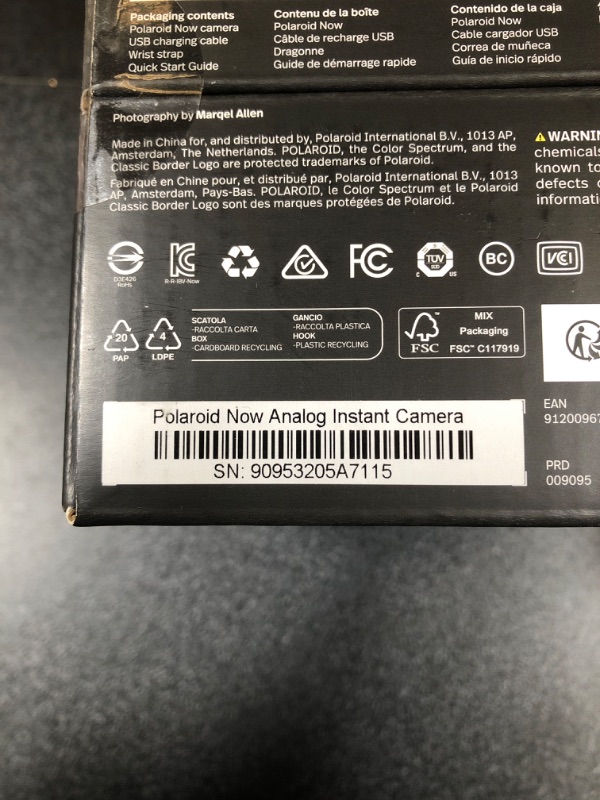 Packaging contents
Polaroid Now camera
USB charging cable
Wrist strap
Quick Start Guide
Contenu de la boîte
Polaroid Now
Câble de recharge USB
Dragonne
Guide de démarrage rapide
Contenido de la caja
Polaroid Now
Cable cargador USB
Correa de muñeca
Guía de inicio rápido
Photography by Marqel Allen
Made in China for, and distributed by, Polaroid International B.V., 1013 AP,
Amsterdam, The Netherlands. POLAROID, the Color Spectrum, and the
Classic Border Logo are protected trademarks of Polaroid.
Fabriqué en Chine pour, et distribué par, Polaroid International B.V., 1013
AP, Amsterdam, Pays-Bas. POLAROID, le Color Spectrum et le Polaroid
Classic Border Logo sont des marques protégées de Polaroid.
chemicals
known to
RoHS
R-R-IBV-Now
FC
TÜV
C US
BC
VCI
20
PAP
4
LDPE
SCATOLA
-RACCOLTA CARTA
BOX
-CARDBOARD RECYCLING
GANCIO
-RACCOLTA PLASTICA
HOOK
-PLASTIC RECYCLING
FSC
MIX
Packaging
FSC™ C117919
Polaroid Now Analog Instant Camera
SN: 90953205A7115
EAN
PRD
009095